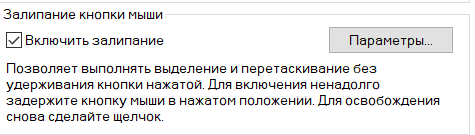 Залипание кнопки мыши
Включить залипание
Параметры...
Позволяет выполнять выделение и перетаскивание без
удерживания кнопки нажатой. Для включения ненадолго
задержите кнопку мыши в нажатом положении. Для освобождения
снова сделайте щелчок.